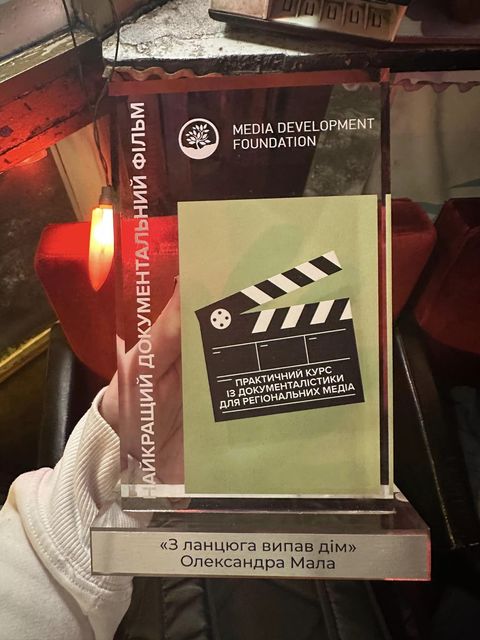 НАЙКРАЩИЙ ДОКУМЕНТАЛЬНИЙ ФІЛЬМ
MEDIA DEVELOPMENT
FOUNDATION
ПРАКТИЧНИЙ КУРС
ІЗ ДОКУМЕНТАЛІСТИКИ
ДЛЯ РЕГІОНАЛЬНИХ МЕДІА
«З ланцюга випав дім»
Олександра Мала